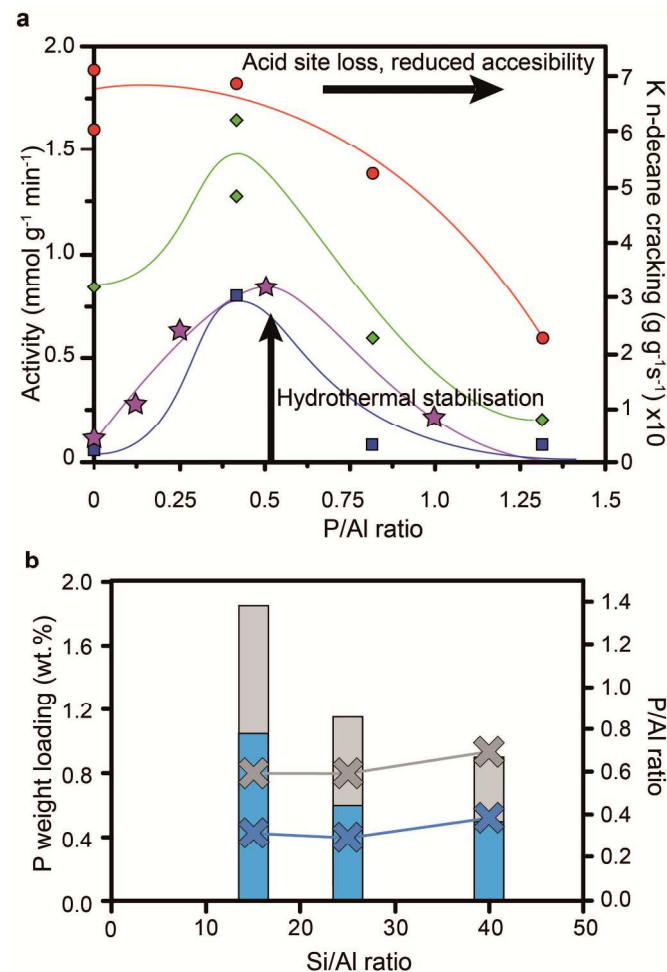 a
2.0
1.5
1.0
0.5
0
Activity (mmol g⁻¹ min⁻¹)
Acid site loss, reduced accesibility
Hydrothermal stabilisation
7
6
5
4
3
2
1
0
K n-decane cracking (g g⁻¹s⁻¹) x10
0 0.25 0.5 0.75 1.0 1.25 1.5
P/Al ratio
b
2.0
1.6
1.2
0.8
0.4
0.0
P weight loading (wt.%)
1.4
1.2
1.0
0.8
0.6
0.4
0.2
0.0
P/Al ratio
0 10 20 30 40 50
Si/Al ratio